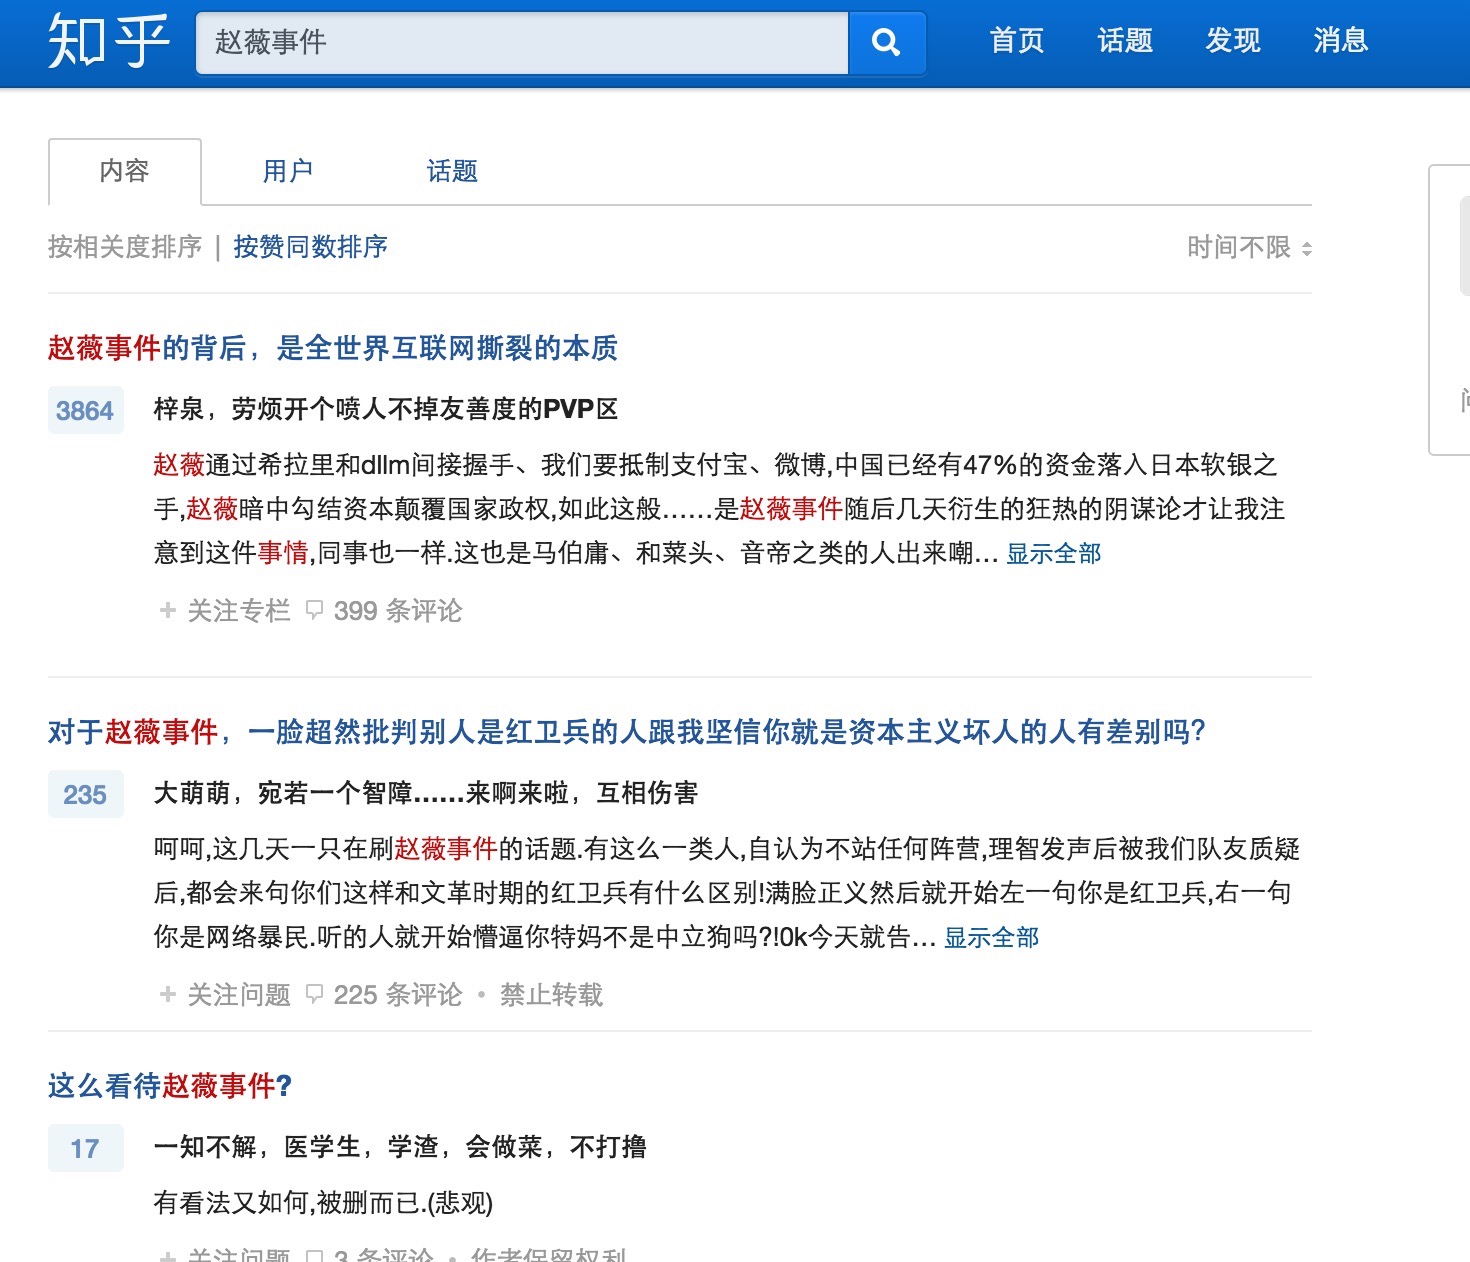 知乎 赵薇事件 首页 话题 发现 消息
内容 用户 话题
按相关度排序 | 按赞同数排序 时间不限
赵薇事件的背后，是全世界互联网撕裂的本质
3864 梓泉，劳烦开个喷人不掉友善度的PVP区
赵薇通过希拉里和dllm间接握手、我们要抵制支付宝、微博,中国已经有47%的资金落入日本软银之
手,赵薇暗中勾结资本颠覆国家政权,如此这般……是赵薇事件随后几天衍生的狂热的阴谋论才让我注
意到这件事情,同事也一样.这也是马伯庸、和菜头、音帝之类的人出来嘲... 显示全部
+ 关注专栏 399 条评论
对于赵薇事件，一脸超然批判别人是红卫兵的人跟我坚信你就是资本主义坏人的人有差别吗？
235 大萌萌，宛若一个智障……来啊来啦，互相伤害
呵呵,这几天一只在刷赵薇事件的话题.有这么一类人,自认为不站任何阵营,理智发声后被我们队友质疑
后,都会来句你们这样和文革时期的红卫兵有什么区别!满脸正义然后就开始左一句你是红卫兵,右一句
你是网络暴民.听的人就开始懵逼你特妈不是中立狗吗?!0k今天就告... 显示全部
+ 关注问题 225 条评论 • 禁止转载
这么看待赵薇事件?
17 一知不解，医学生，学渣，会做菜，不打撸
有看法又如何,被删而已.(悲观)
+ 关注问题 3 条评论 • 作者保留权利